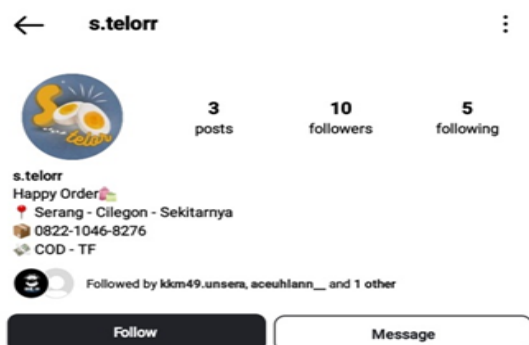 s.telorr
S
telor
3
10
5
posts
followers
following
s.telorr
Happy Order🛍️
📍 Serang - Cilegon - Sekitarnya
📦 0822-1046-8276
💸 COD - TF
Followed by kkm49.unsera, aceuhlann__ and 1 other
Follow
Message